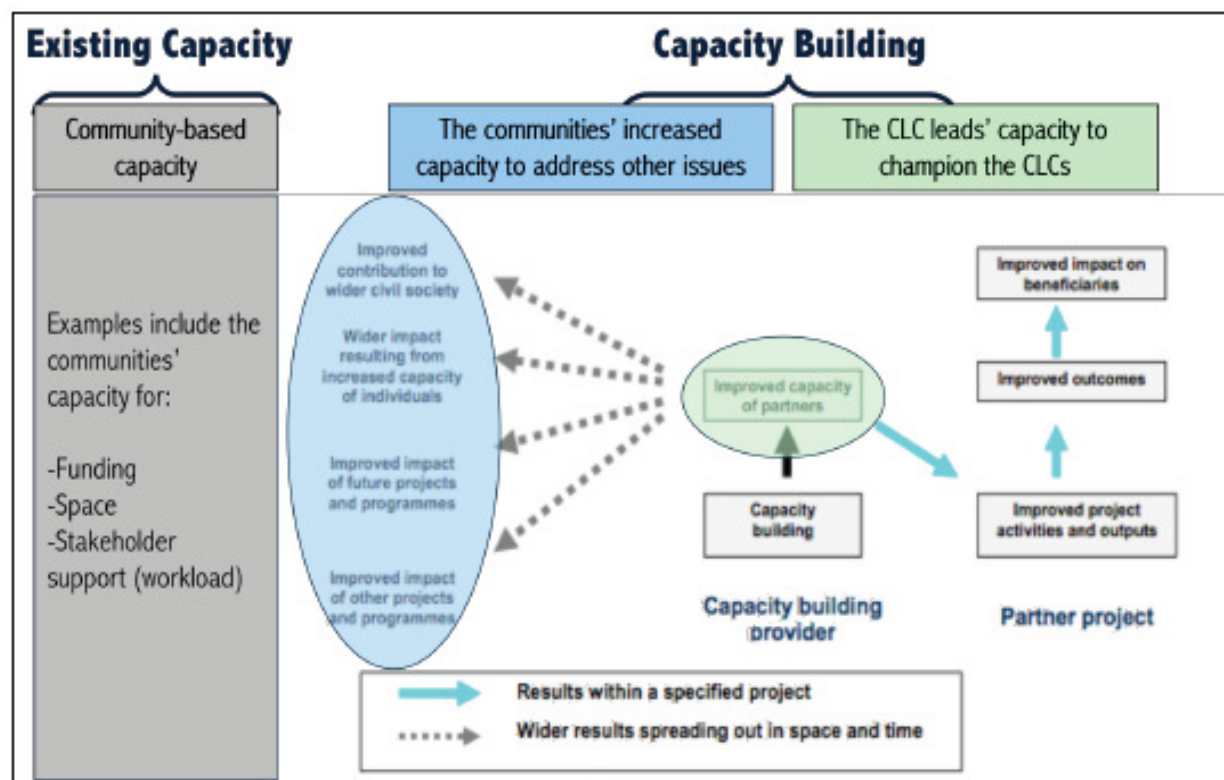 Existing Capacity
Capacity Building
Community-based
capacity
The communities' increased
capacity to address other issues
The CLC leads' capacity to
champion the CLCs
Examples include the
communities'
capacity for:
-Funding
-Space
-Stakeholder
support (workload)
Improved
contribution to
wider civil society
Wider impact
resulting from
increased capacity
of individuals
Improved impact
of future projects
and programmes
Improved impact
of other projects
and programmes
Improved capacity
of partners
Capacity
building
Capacity building
provider
Improved impact on
beneficiaries
Improved outcomes
Improved project
activities and outputs
Partner project
Results within a specified project
Wider results spreading out in space and time